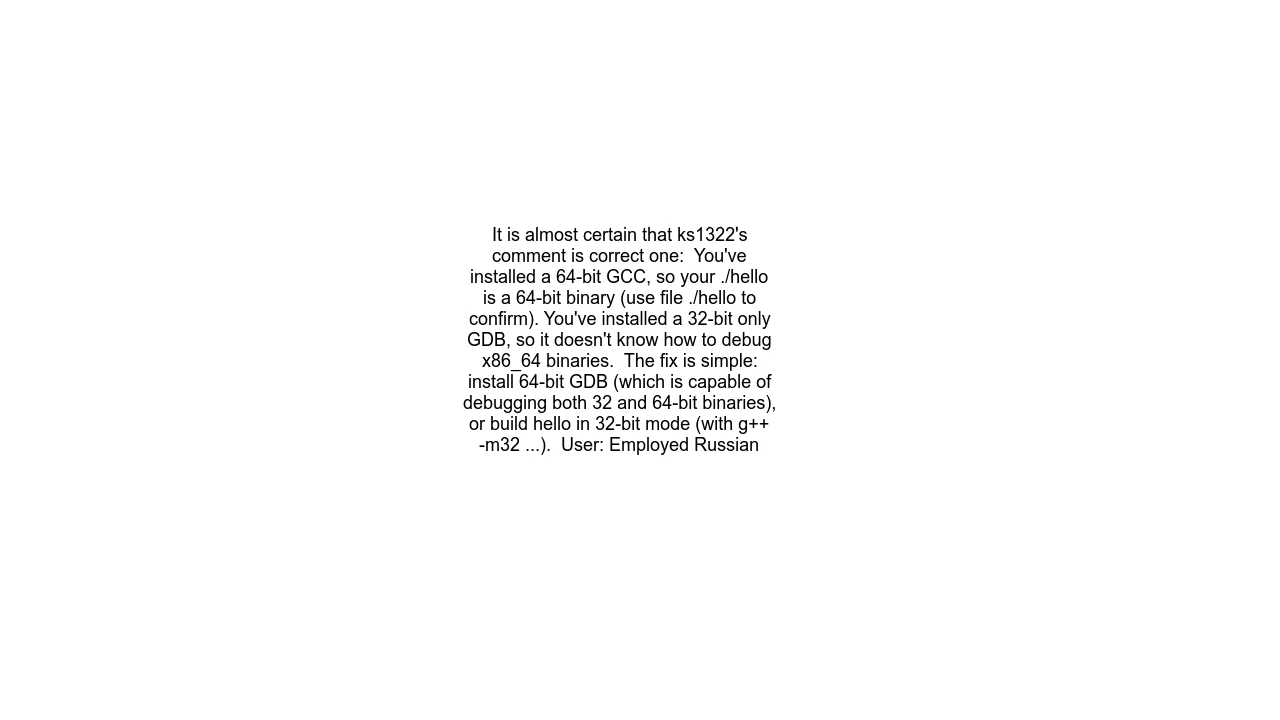 It is almost certain that ks1322's
comment is correct one:  You've
installed a 64-bit GCC, so your ./hello
is a 64-bit binary (use file ./hello to
confirm). You've installed a 32-bit only
GDB, so it doesn't know how to debug
x86_64 binaries.  The fix is simple:
install 64-bit GDB (which is capable of
debugging both 32 and 64-bit binaries),
or build hello in 32-bit mode (with g++
-m32 ...).  User: Employed Russian